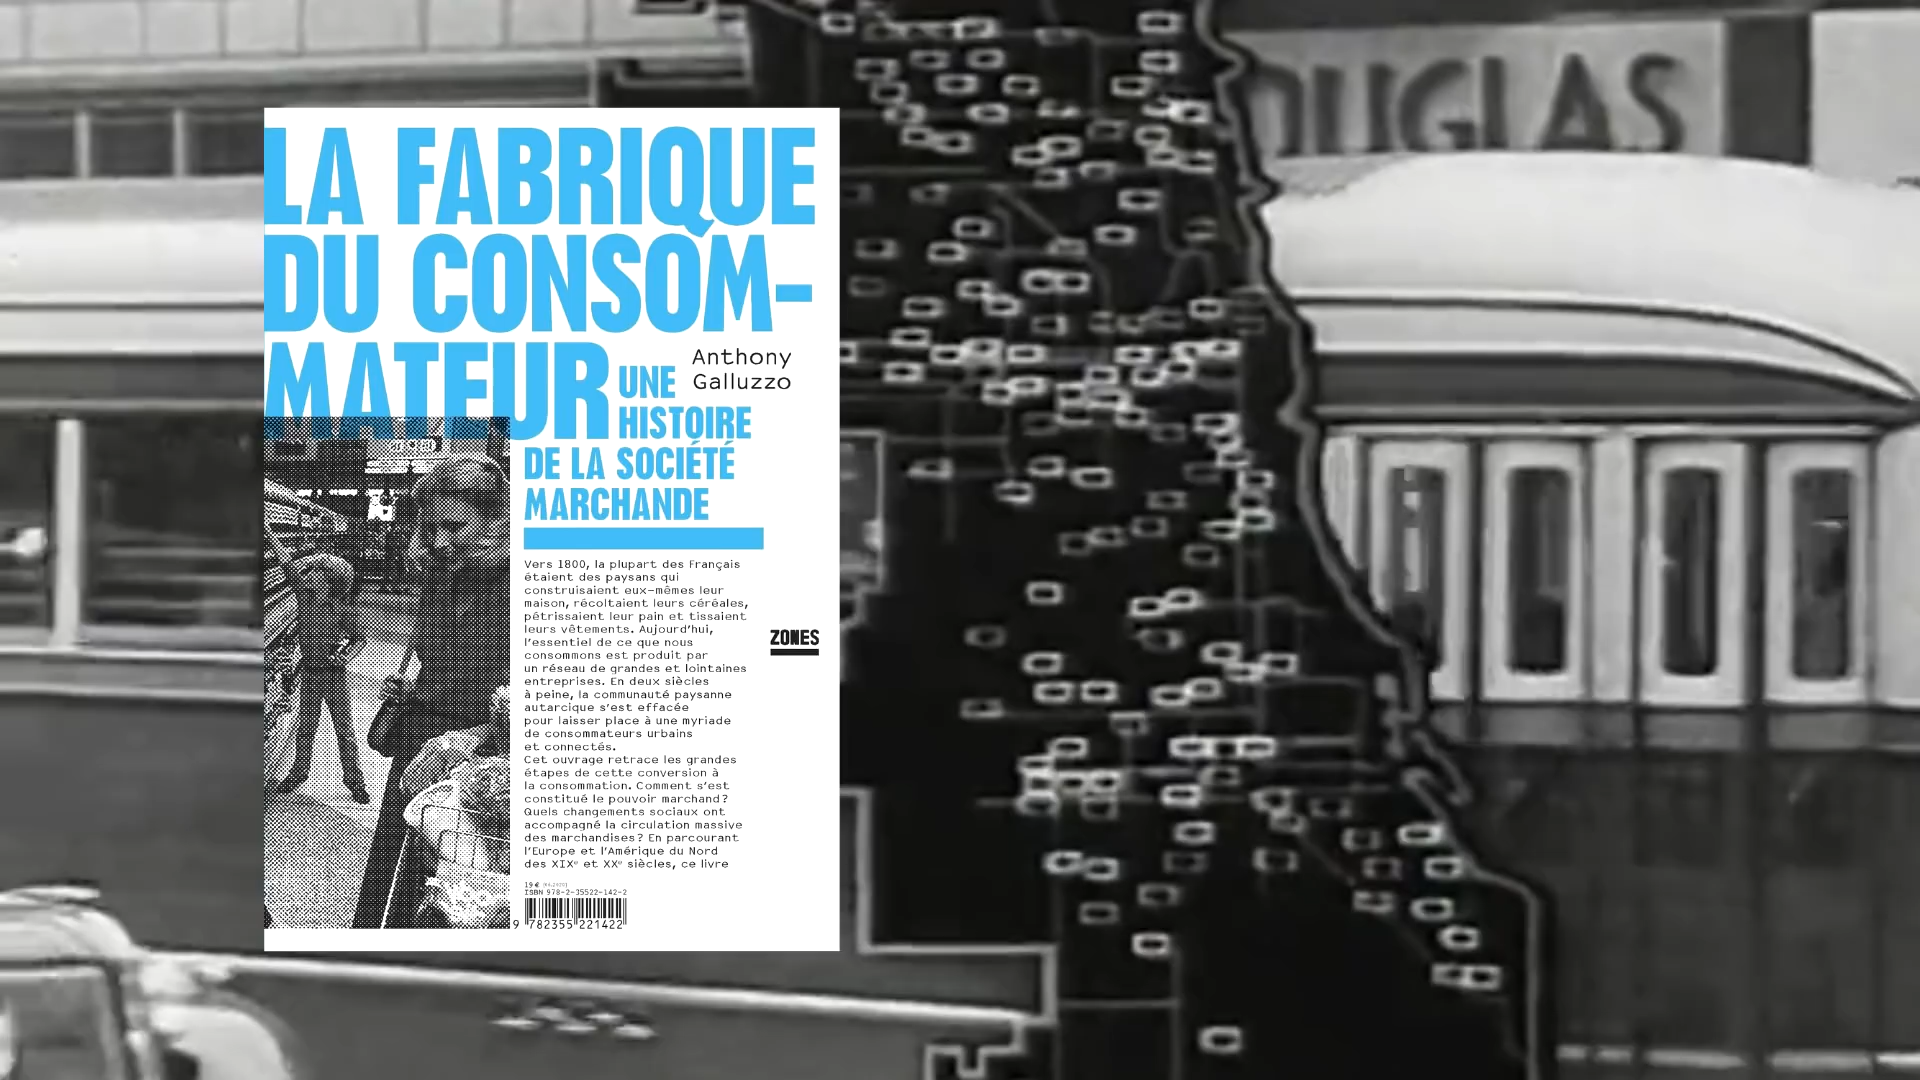 LA FABRIQUE
DU CONSOM-
MATEUR
UNE
HISTOIRE
DE LA SOCIÉTÉ
MARCHANDE
Anthony
Galluzzo
Vers 1800, la plupart des Français
étaient des paysans qui
construisaient eux-mêmes leur
maison, récoltaient leurs céréales,
pétrissaient leur pain et tissaient
leurs vêtements. Aujourd'hui,
l'essentiel de ce que nous
consommons est produit par
un réseau de grandes et lointaines
entreprises. En deux siècles
à peine, la communauté paysanne
autarcique s'est effacée
pour laisser place à une myriade
de consommateurs urbains
et connectés.
Cet ouvrage retrace les grandes
étapes de cette conversion à
la consommation. Comment s'est
constitué le pouvoir marchand ?
Quels changements sociaux ont
accompagné la circulation massive
des marchandises ? En parcourant
l'Europe et l'Amérique du Nord
des XIXe et XXe siècles, ce livre
ZONES
19 €
ISBN 978-2-35522-142-2
9 782355 221422
OUGLAS